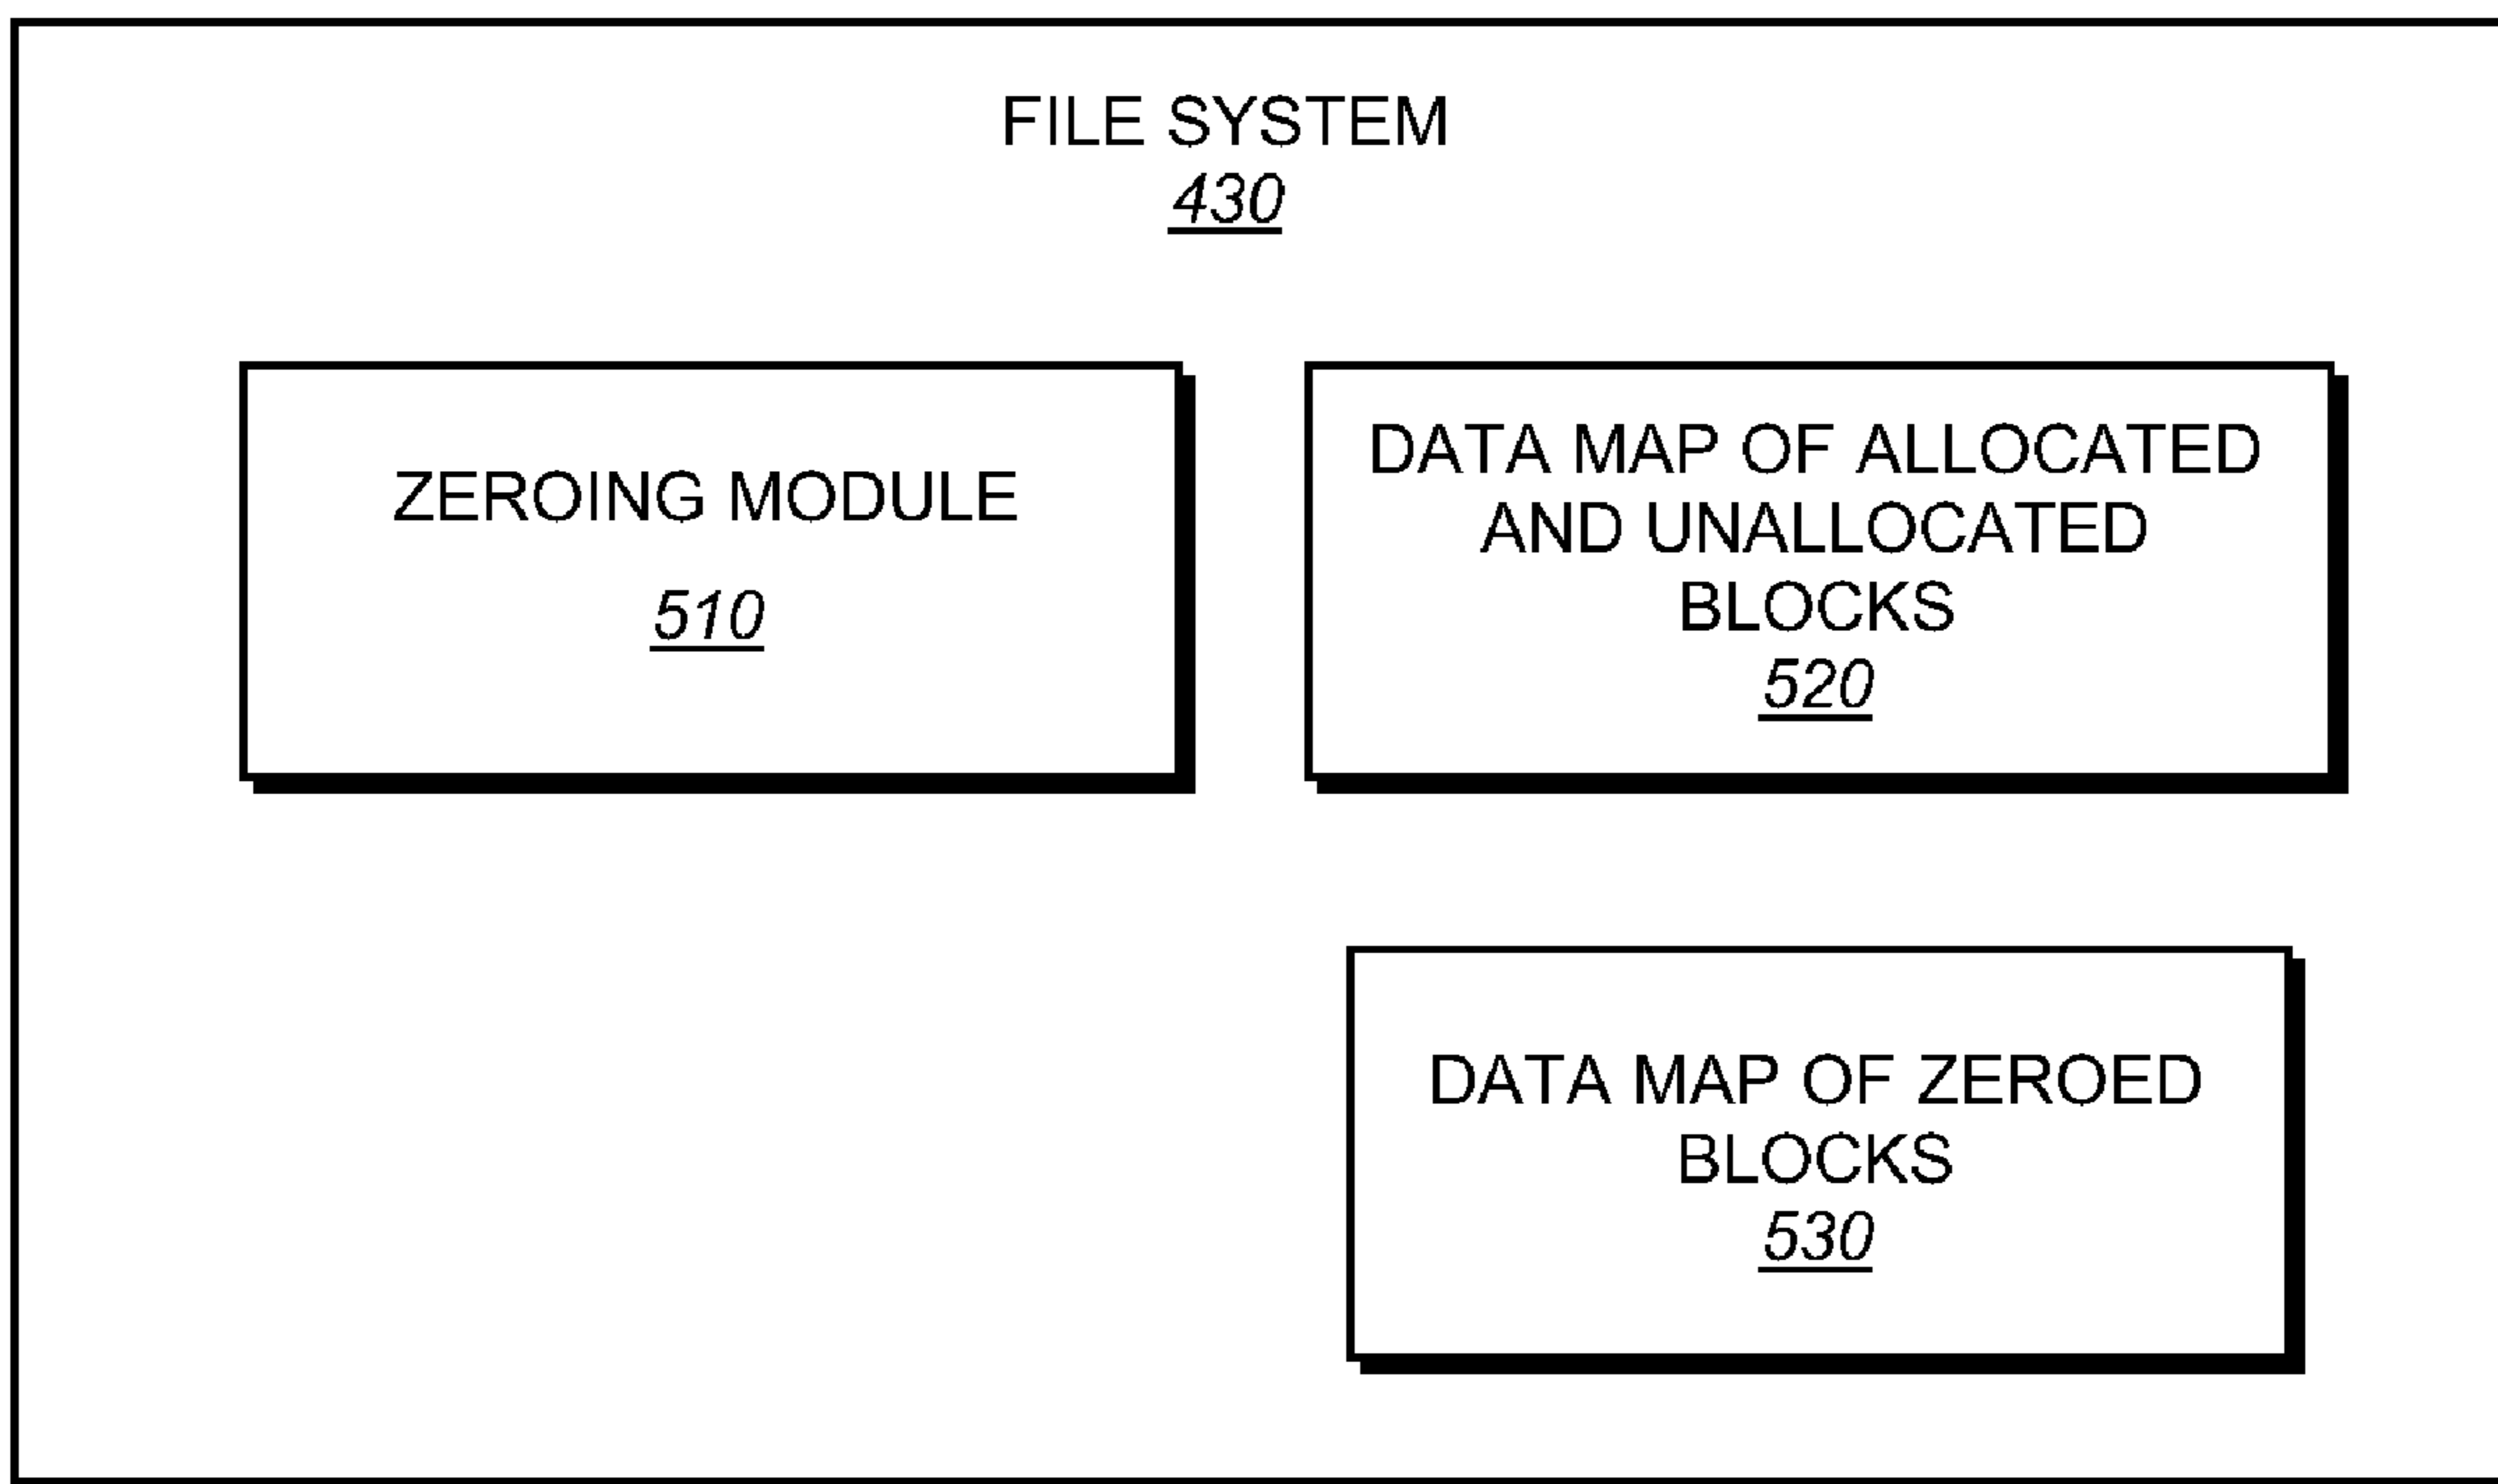 FILE SYSTEM
430
ZEROING MODULE
510
DATA MAP OF ALLOCATED
AND UNALLOCATED
BLOCKS
520
DATA MAP OF ZEROED
BLOCKS
530